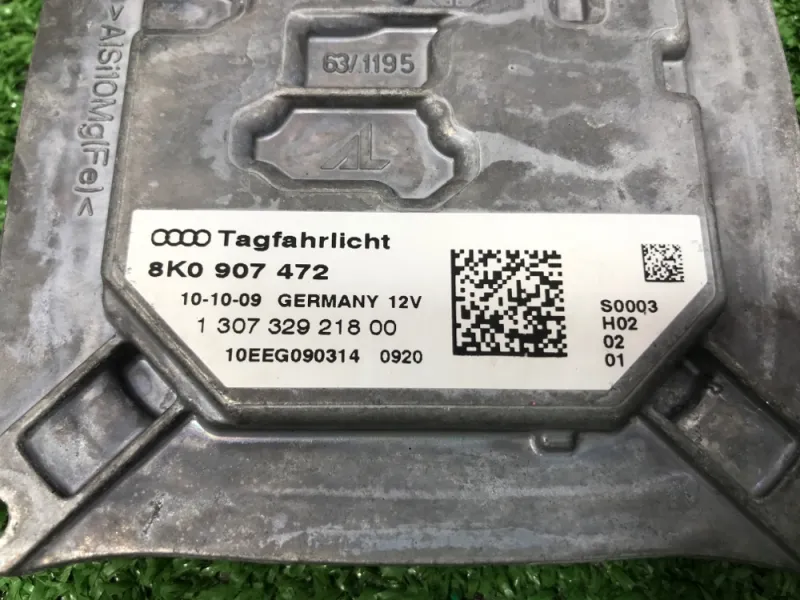 >AlSi10Mg(Fe)<
63/1195
AL
Tagfahrlicht
8K0 907 472
10-10-09 GERMANY 12V
1 307 329 218 00
10EEG090314 0920
S0003
H02
02
01